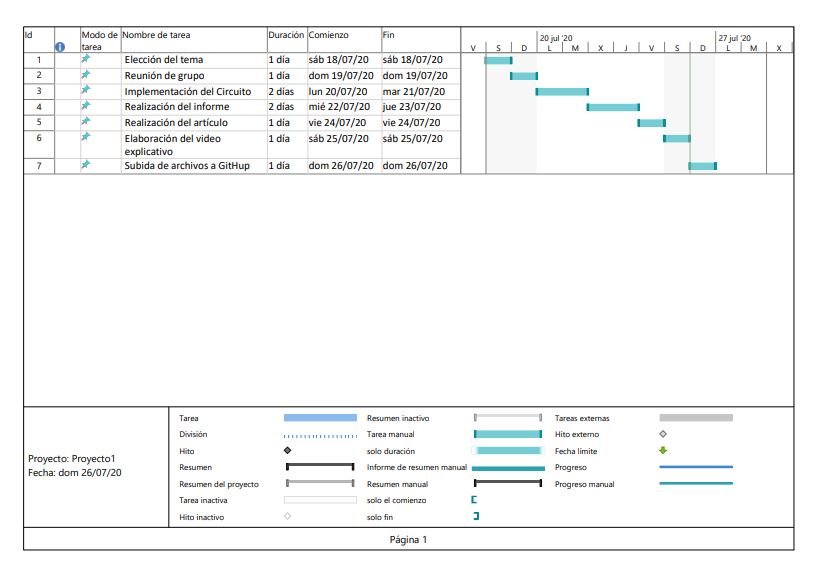 Id Modo de tarea Nombre de tarea Duración Comienzo Fin 20 jul '20 27 jul '20
V S D L M X J V S D L M X
1 Elección del tema 1 día sáb 18/07/20 sáb 18/07/20
2 Reunión de grupo 1 día dom 19/07/20 dom 19/07/20
3 Implementación del Circuito 2 días lun 20/07/20 mar 21/07/20
4 Realización del informe 2 días mié 22/07/20 jue 23/07/20
5 Realización del artículo 1 día vie 24/07/20 vie 24/07/20
6 Elaboración del video 1 día sáb 25/07/20 sáb 25/07/20
explicativo
7 Subida de archivos a GitHup 1 día dom 26/07/20 dom 26/07/20
Proyecto: Proyecto1
Fecha: dom 26/07/20
Tarea Resumen inactivo Tareas externas
División Tarea manual Hito externo
Hito solo duración Fecha límite
Resumen Informe de resumen manual Progreso
Resumen del proyecto Resumen manual Progreso manual
Tarea inactiva solo el comienzo
Hito inactivo solo fin
Página 1